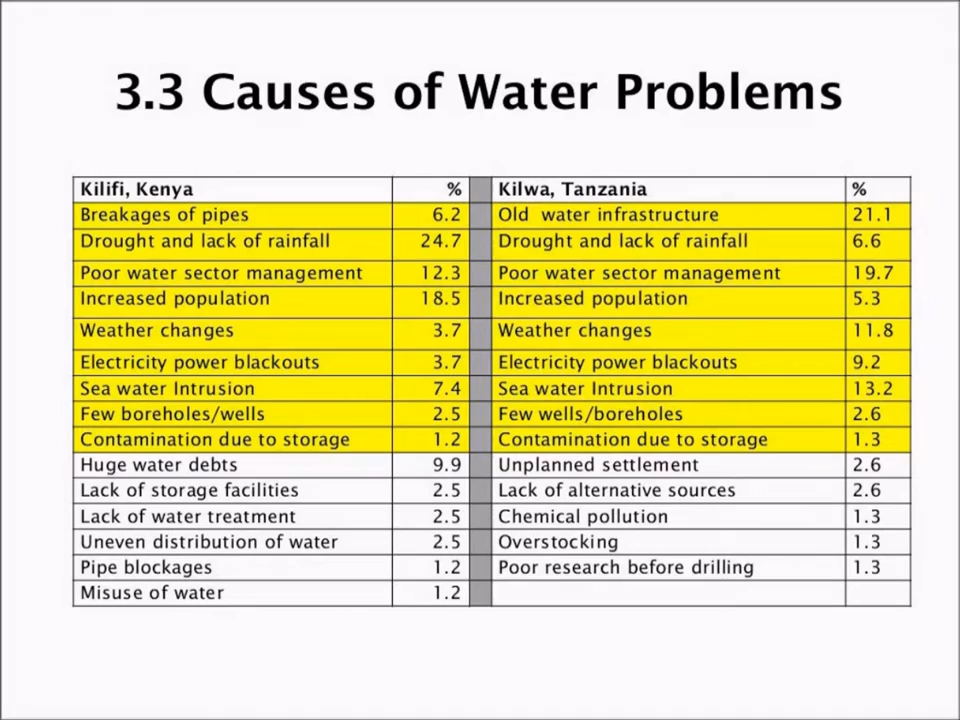 3.3 Causes of Water Problems
Kilifi, Kenya % Kilwa, Tanzania %
Breakages of pipes 6.2 Old water infrastructure 21.1
Drought and lack of rainfall 24.7 Drought and lack of rainfall 6.6
Poor water sector management 12.3 Poor water sector management 19.7
Increased population 18.5 Increased population 5.3
Weather changes 3.7 Weather changes 11.8
Electricity power blackouts 3.7 Electricity power blackouts 9.2
Sea water Intrusion 7.4 Sea water Intrusion 13.2
Few boreholes/wells 2.5 Few wells/boreholes 2.6
Contamination due to storage 1.2 Contamination due to storage 1.3
Huge water debts 9.9 Unplanned settlement 2.6
Lack of storage facilities 2.5 Lack of alternative sources 2.6
Lack of water treatment 2.5 Chemical pollution 1.3
Uneven distribution of water 2.5 Overstocking 1.3
Pipe blockages 1.2 Poor research before drilling 1.3
Misuse of water 1.2